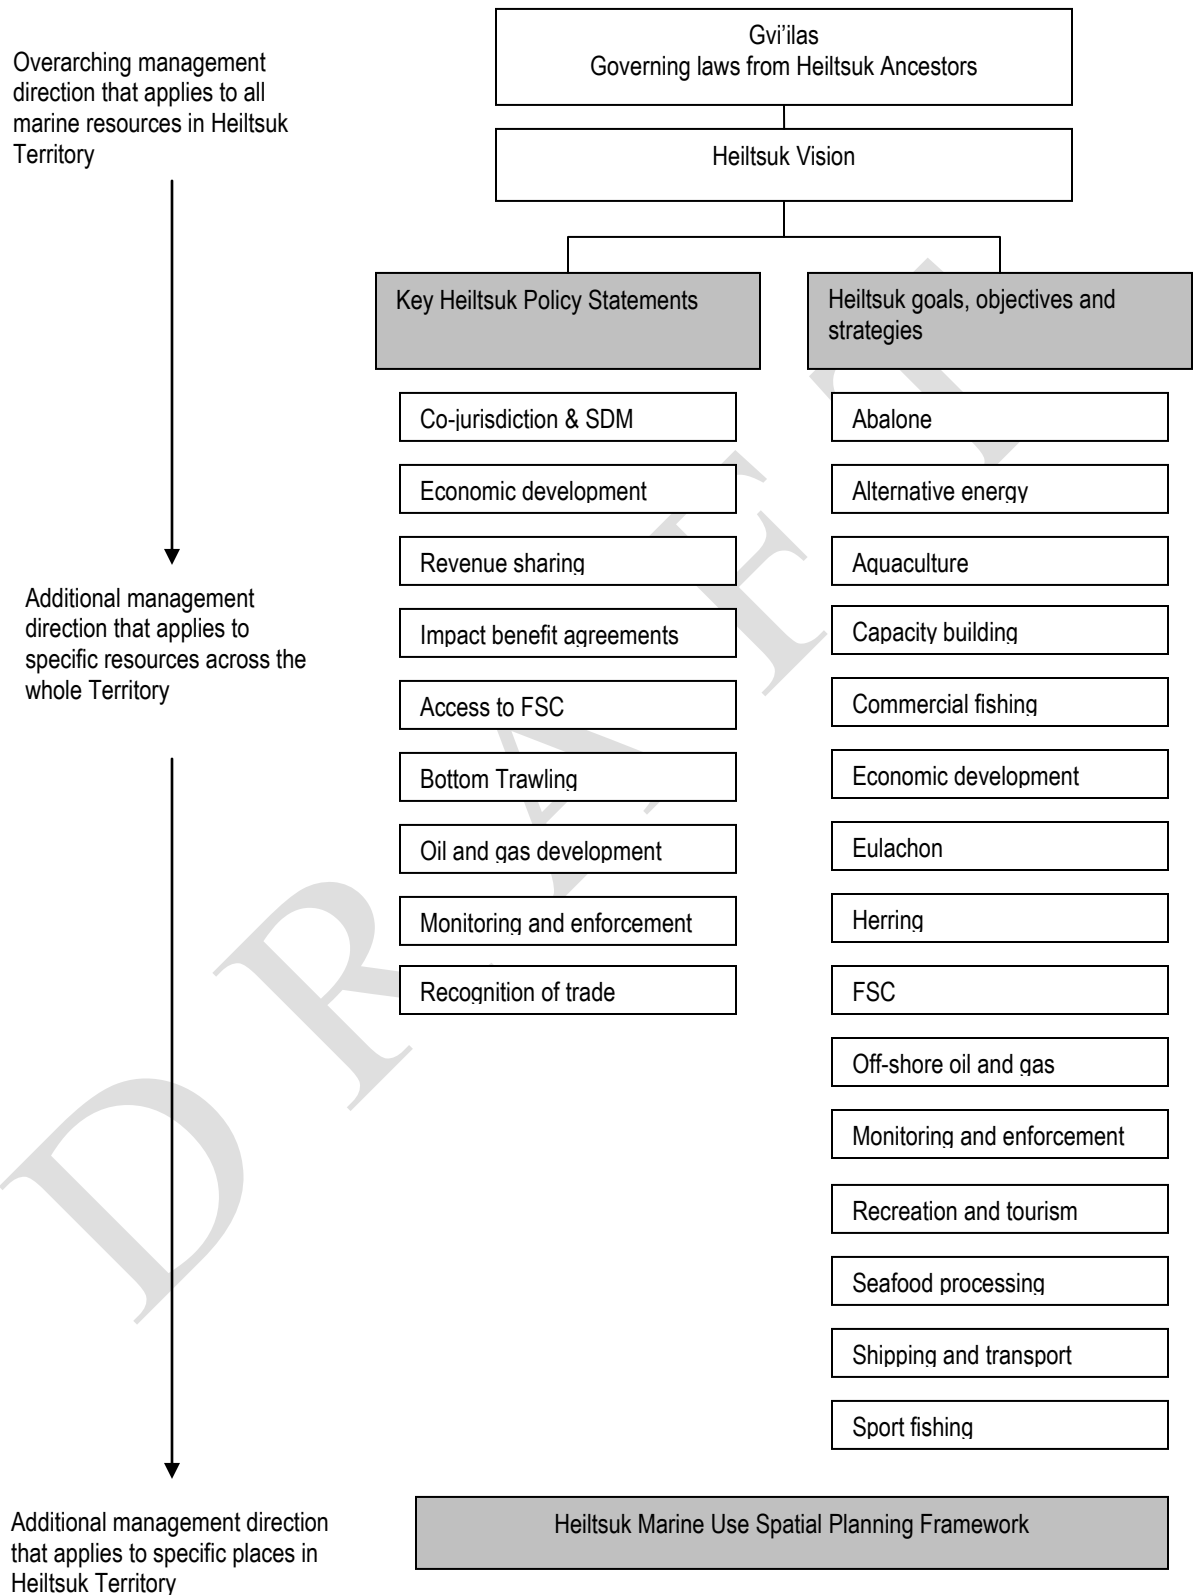 Gvi'ilas
Governing laws from Heiltsuk Ancestors
Overarching management
direction that applies to all
marine resources in Heiltsuk
Territory
Heiltsuk Vision
Key Heiltsuk Policy Statements
Heiltsuk goals, objectives and
strategies
Co-jurisdiction & SDM
Economic development
Revenue sharing
Impact benefit agreements
Access to FSC
Bottom Trawling
Oil and gas development
Monitoring and enforcement
Recognition of trade
Abalone
Alternative energy
Aquaculture
Capacity building
Commercial fishing
Economic development
Eulachon
Herring
FSC
Off-shore oil and gas
Monitoring and enforcement
Recreation and tourism
Seafood processing
Shipping and transport
Sport fishing
Additional management
direction that applies to
specific resources across the
whole Territory
Additional management direction
that applies to specific places in
Heiltsuk Territory
Heiltsuk Marine Use Spatial Planning Framework
DRAFT